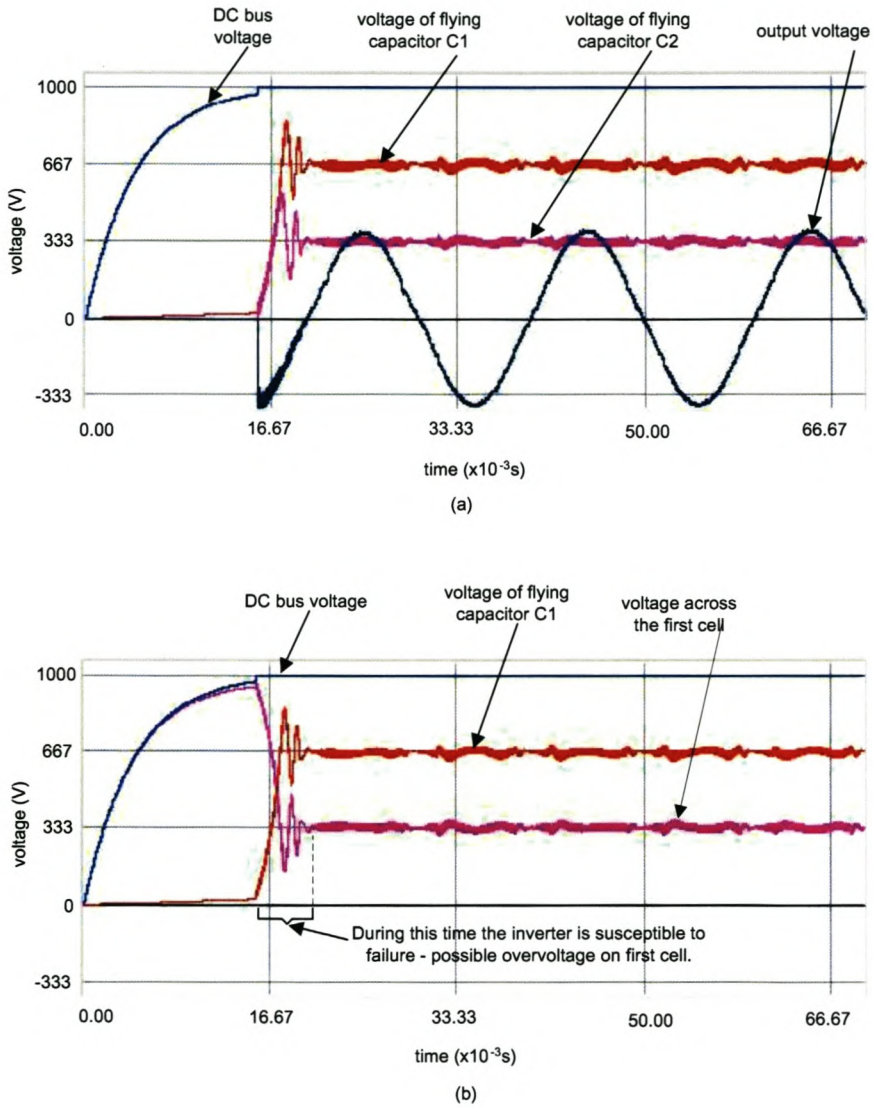 DC bus
voltage
voltage of flying
capacitor C1
voltage of flying
capacitor C2
output voltage
1000
667
333
0
-333
voltage (V)
0.00
16.67
33.33
50.00
66.67
time (x10-3s)
(a)
DC bus voltage
voltage of flying
capacitor C1
voltage across
the first cell
1000
667
333
0
-333
voltage (V)
During this time the inverter is susceptible to
failure - possible overvoltage on first cell.
0.00
16.67
33.33
50.00
66.67
time (x10-3s)
(b)